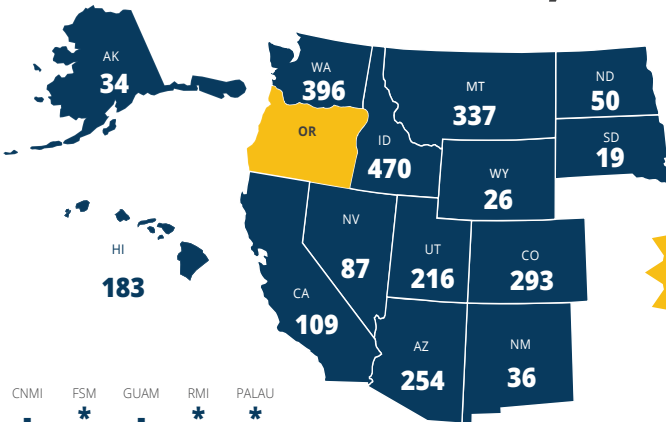 AK
34
WA
396
OR
ID
470
MT
337
ND
50
SD
19
WY
26
NV
87
UT
216
CO
293
CA
109
AZ
254
NM
36
HI
183
CNMI FSM GUAM RMI PALAU
- * - * *